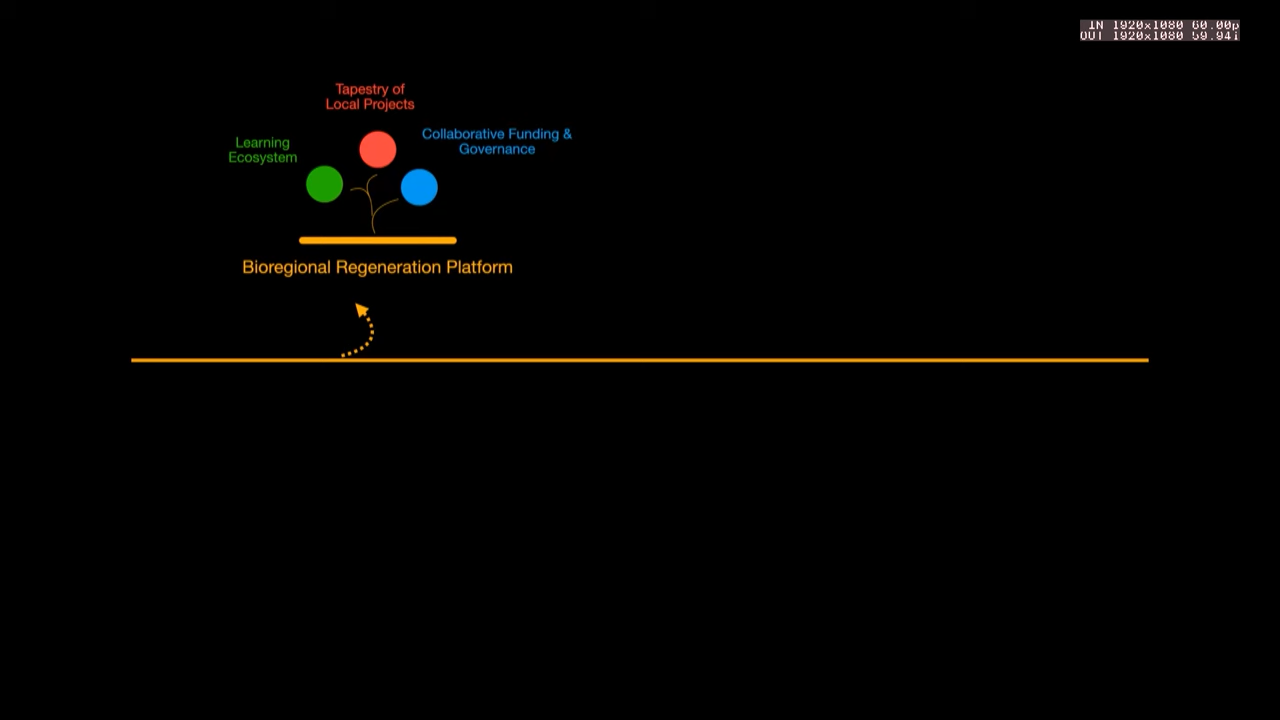 IN 1920x1080 60.00p
OUT 1920x1080 59.94i
Tapestry of
Local Projects
Collaborative Funding &
Governance
Learning
Ecosystem
Bioregional Regeneration Platform